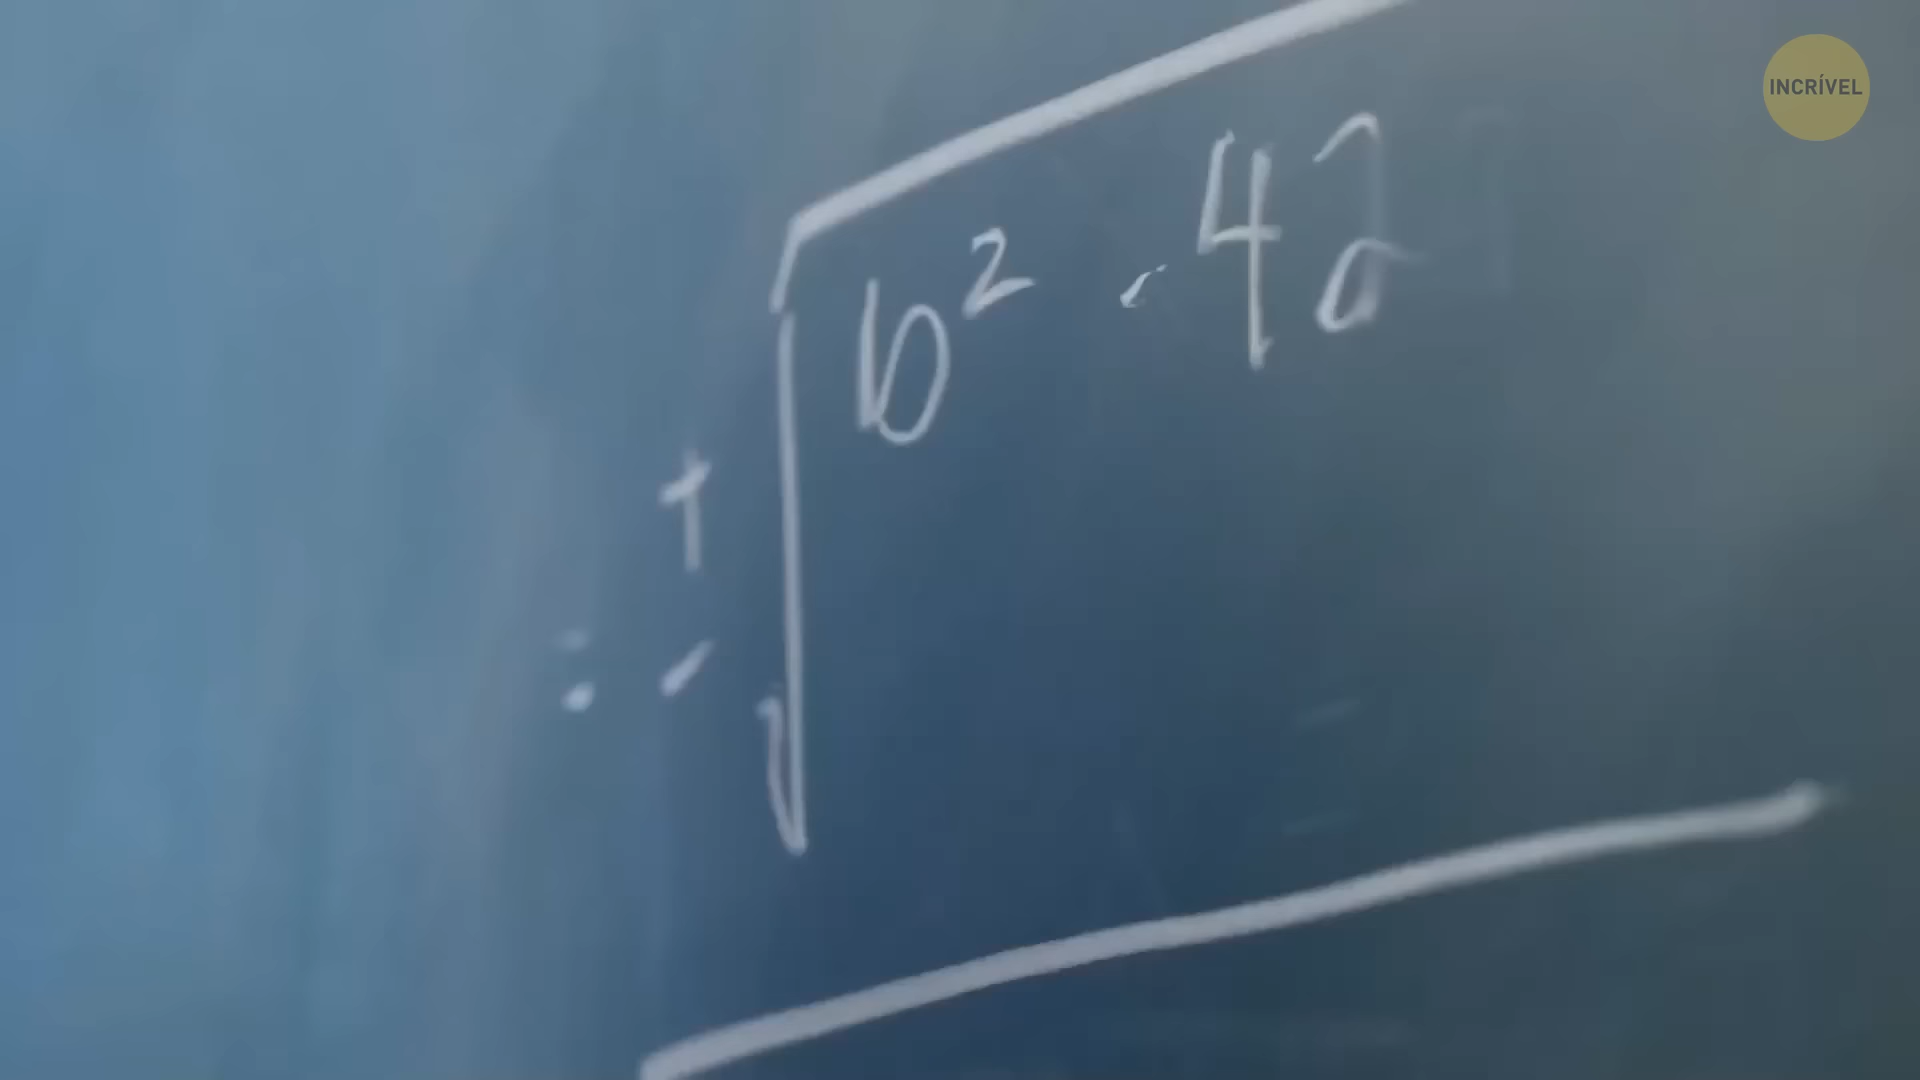 INCRÍVEL
√b² - 4a
+
: -